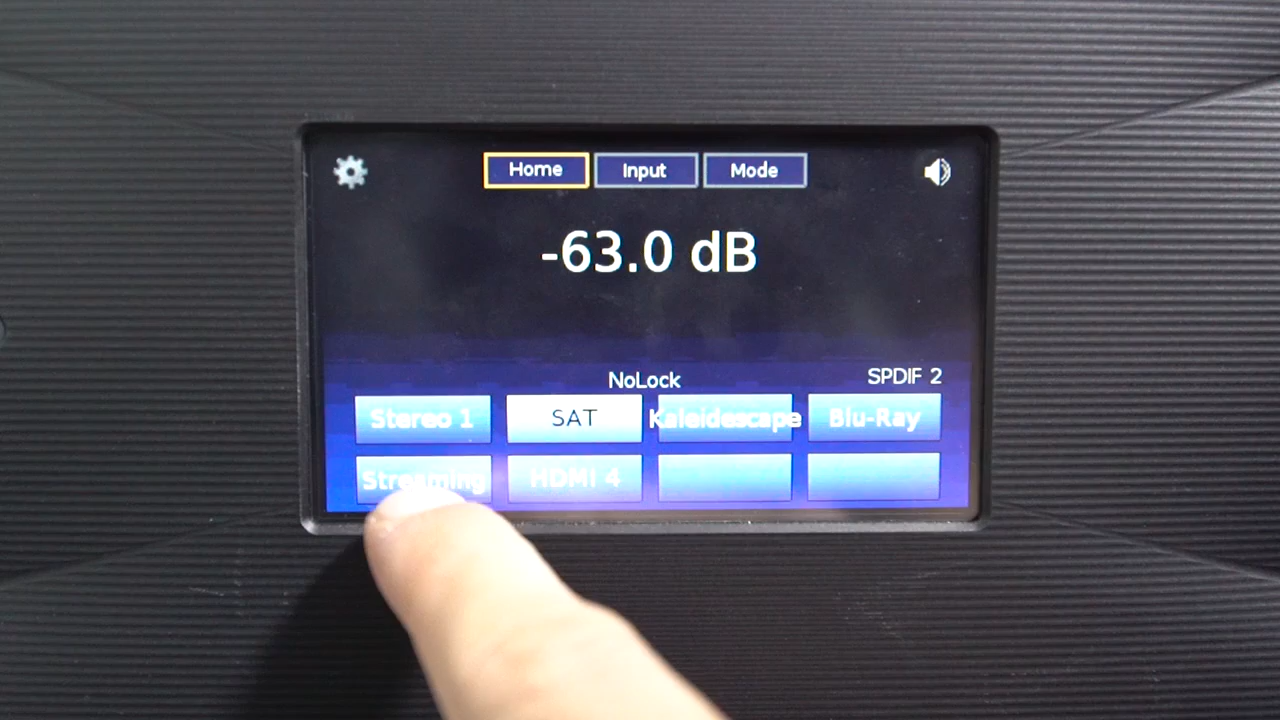 Home Input Mode
-63.0 dB
NoLock SPDIF 2
Stereo 1 SAT Kaleidescape Blu-Ray
Streaming HDMI 4